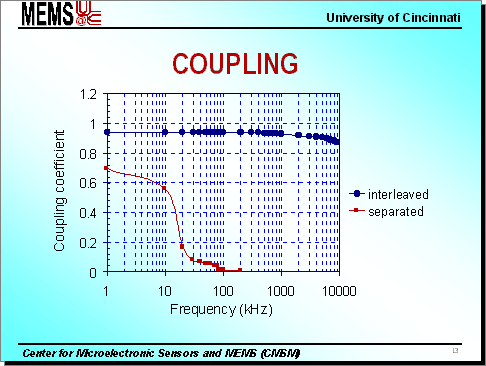 MEMS UC @
University of Cincinnati
COUPLING
1.2
1
0.8
0.6
0.4
0.2
0
Coupling coefficient
1 10 100 1000 10000
Frequency (kHz)
interleaved
separated
Center for Microelectronic Sensors and MEMS (CMSM)
13